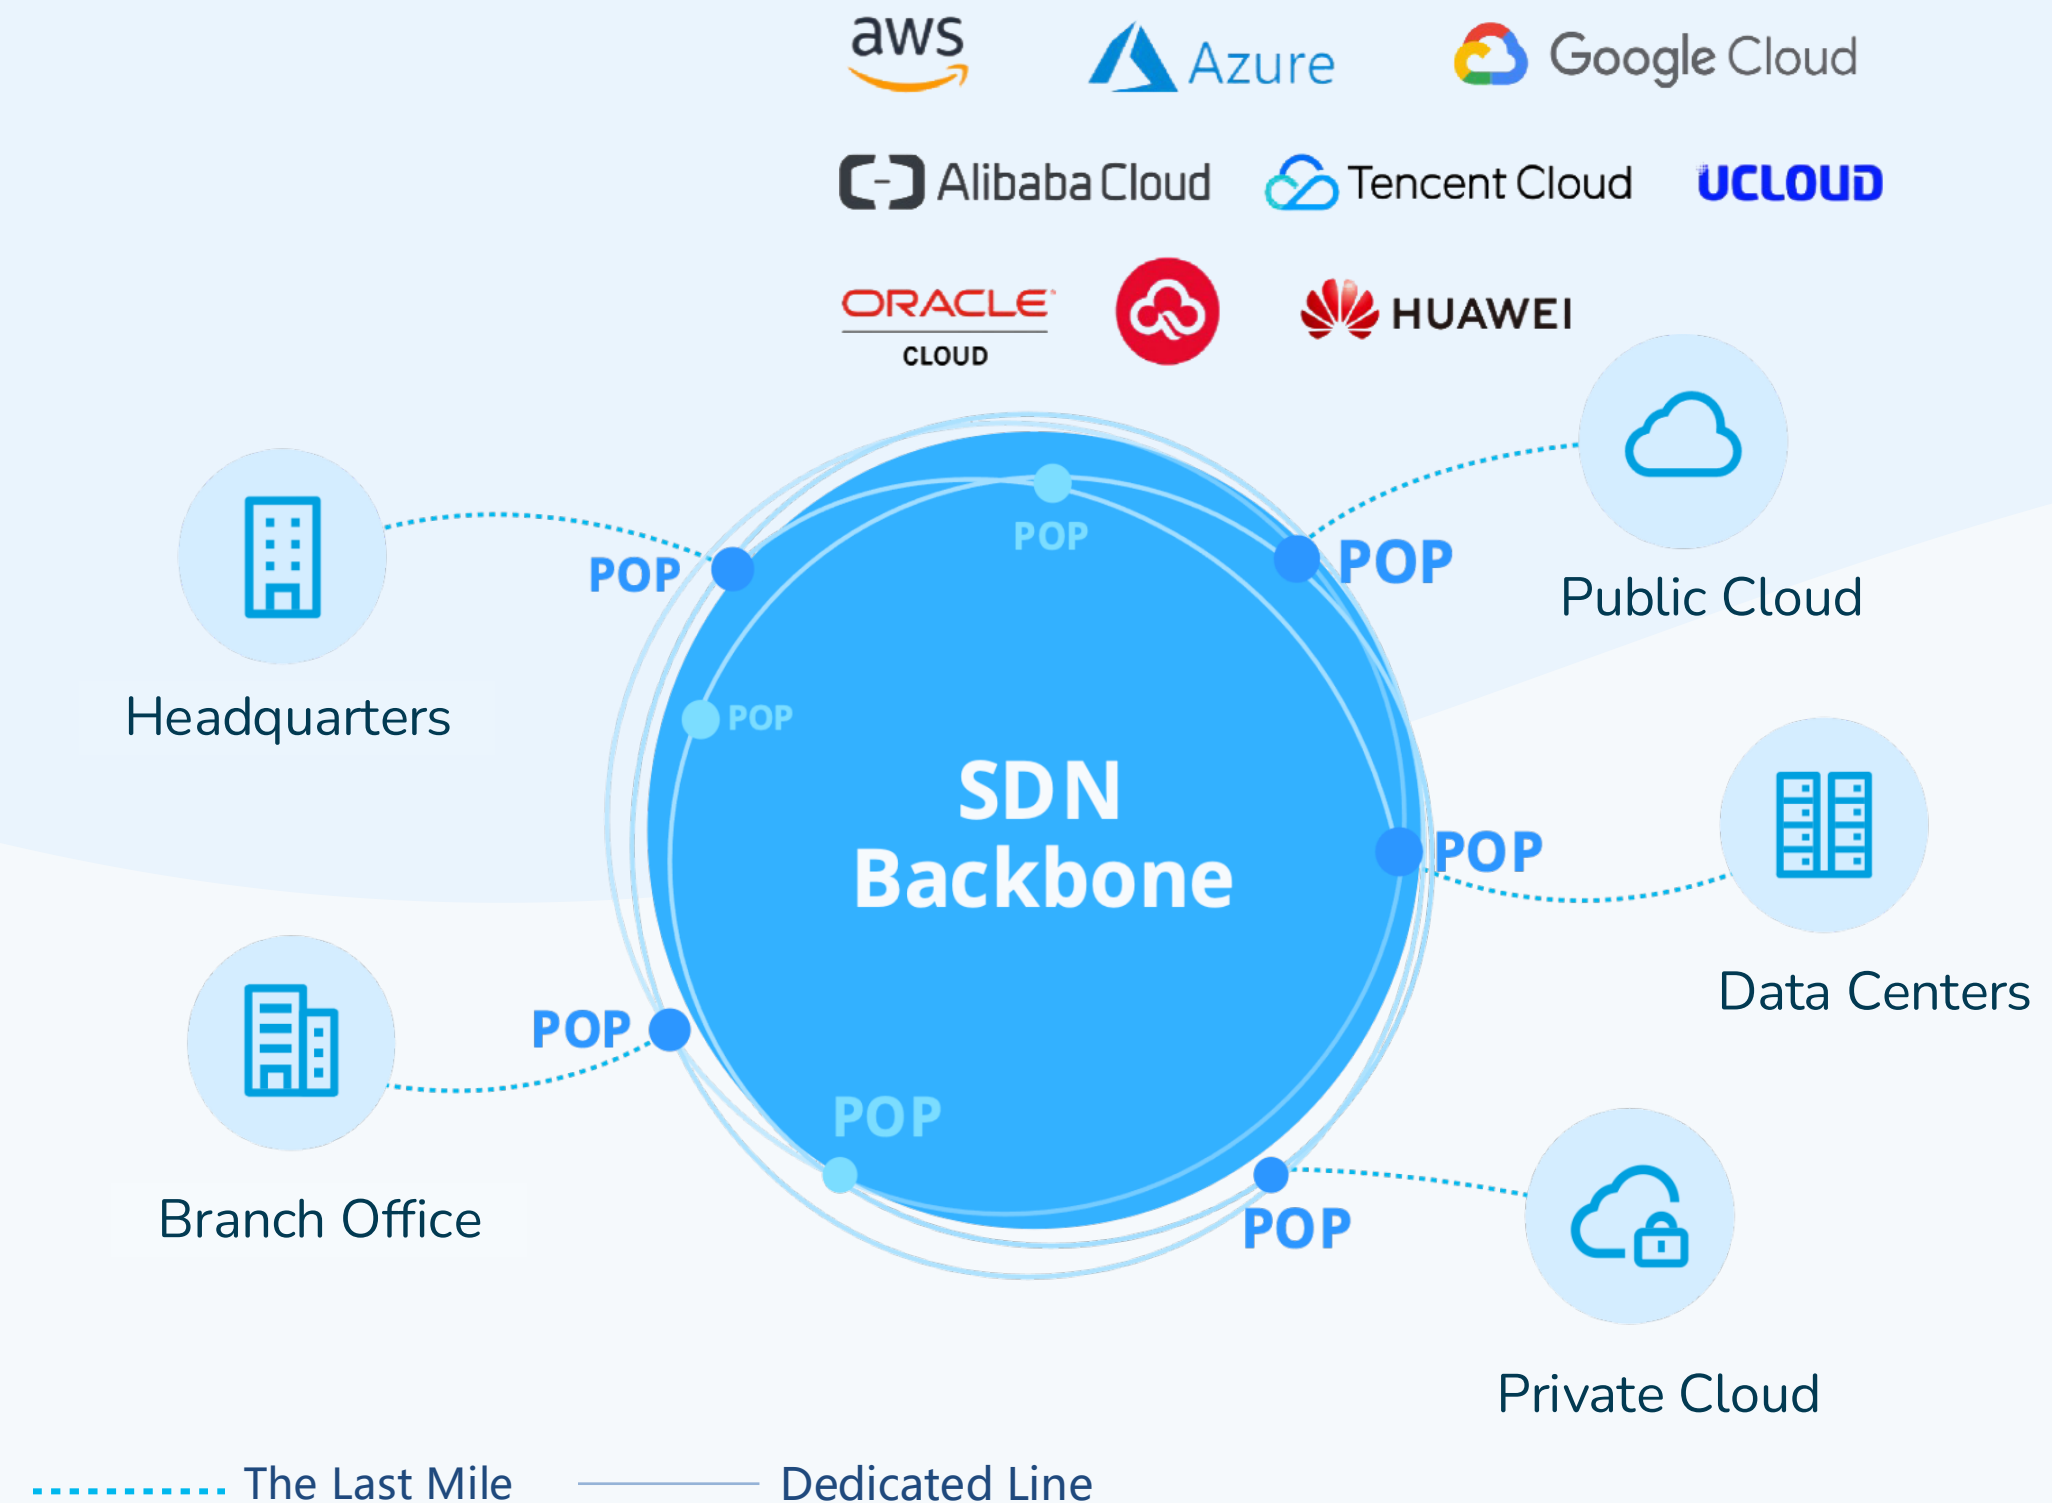 aws
Azure
Google Cloud
Alibaba Cloud
Tencent Cloud
UCLOUD
ORACLE
CLOUD
HUAWEI
Public Cloud
Headquarters
POP
POP
POP
POP
SDN
Backbone
POP
Data Centers
Branch Office
POP
POP
POP
Private Cloud
The Last Mile
Dedicated Line